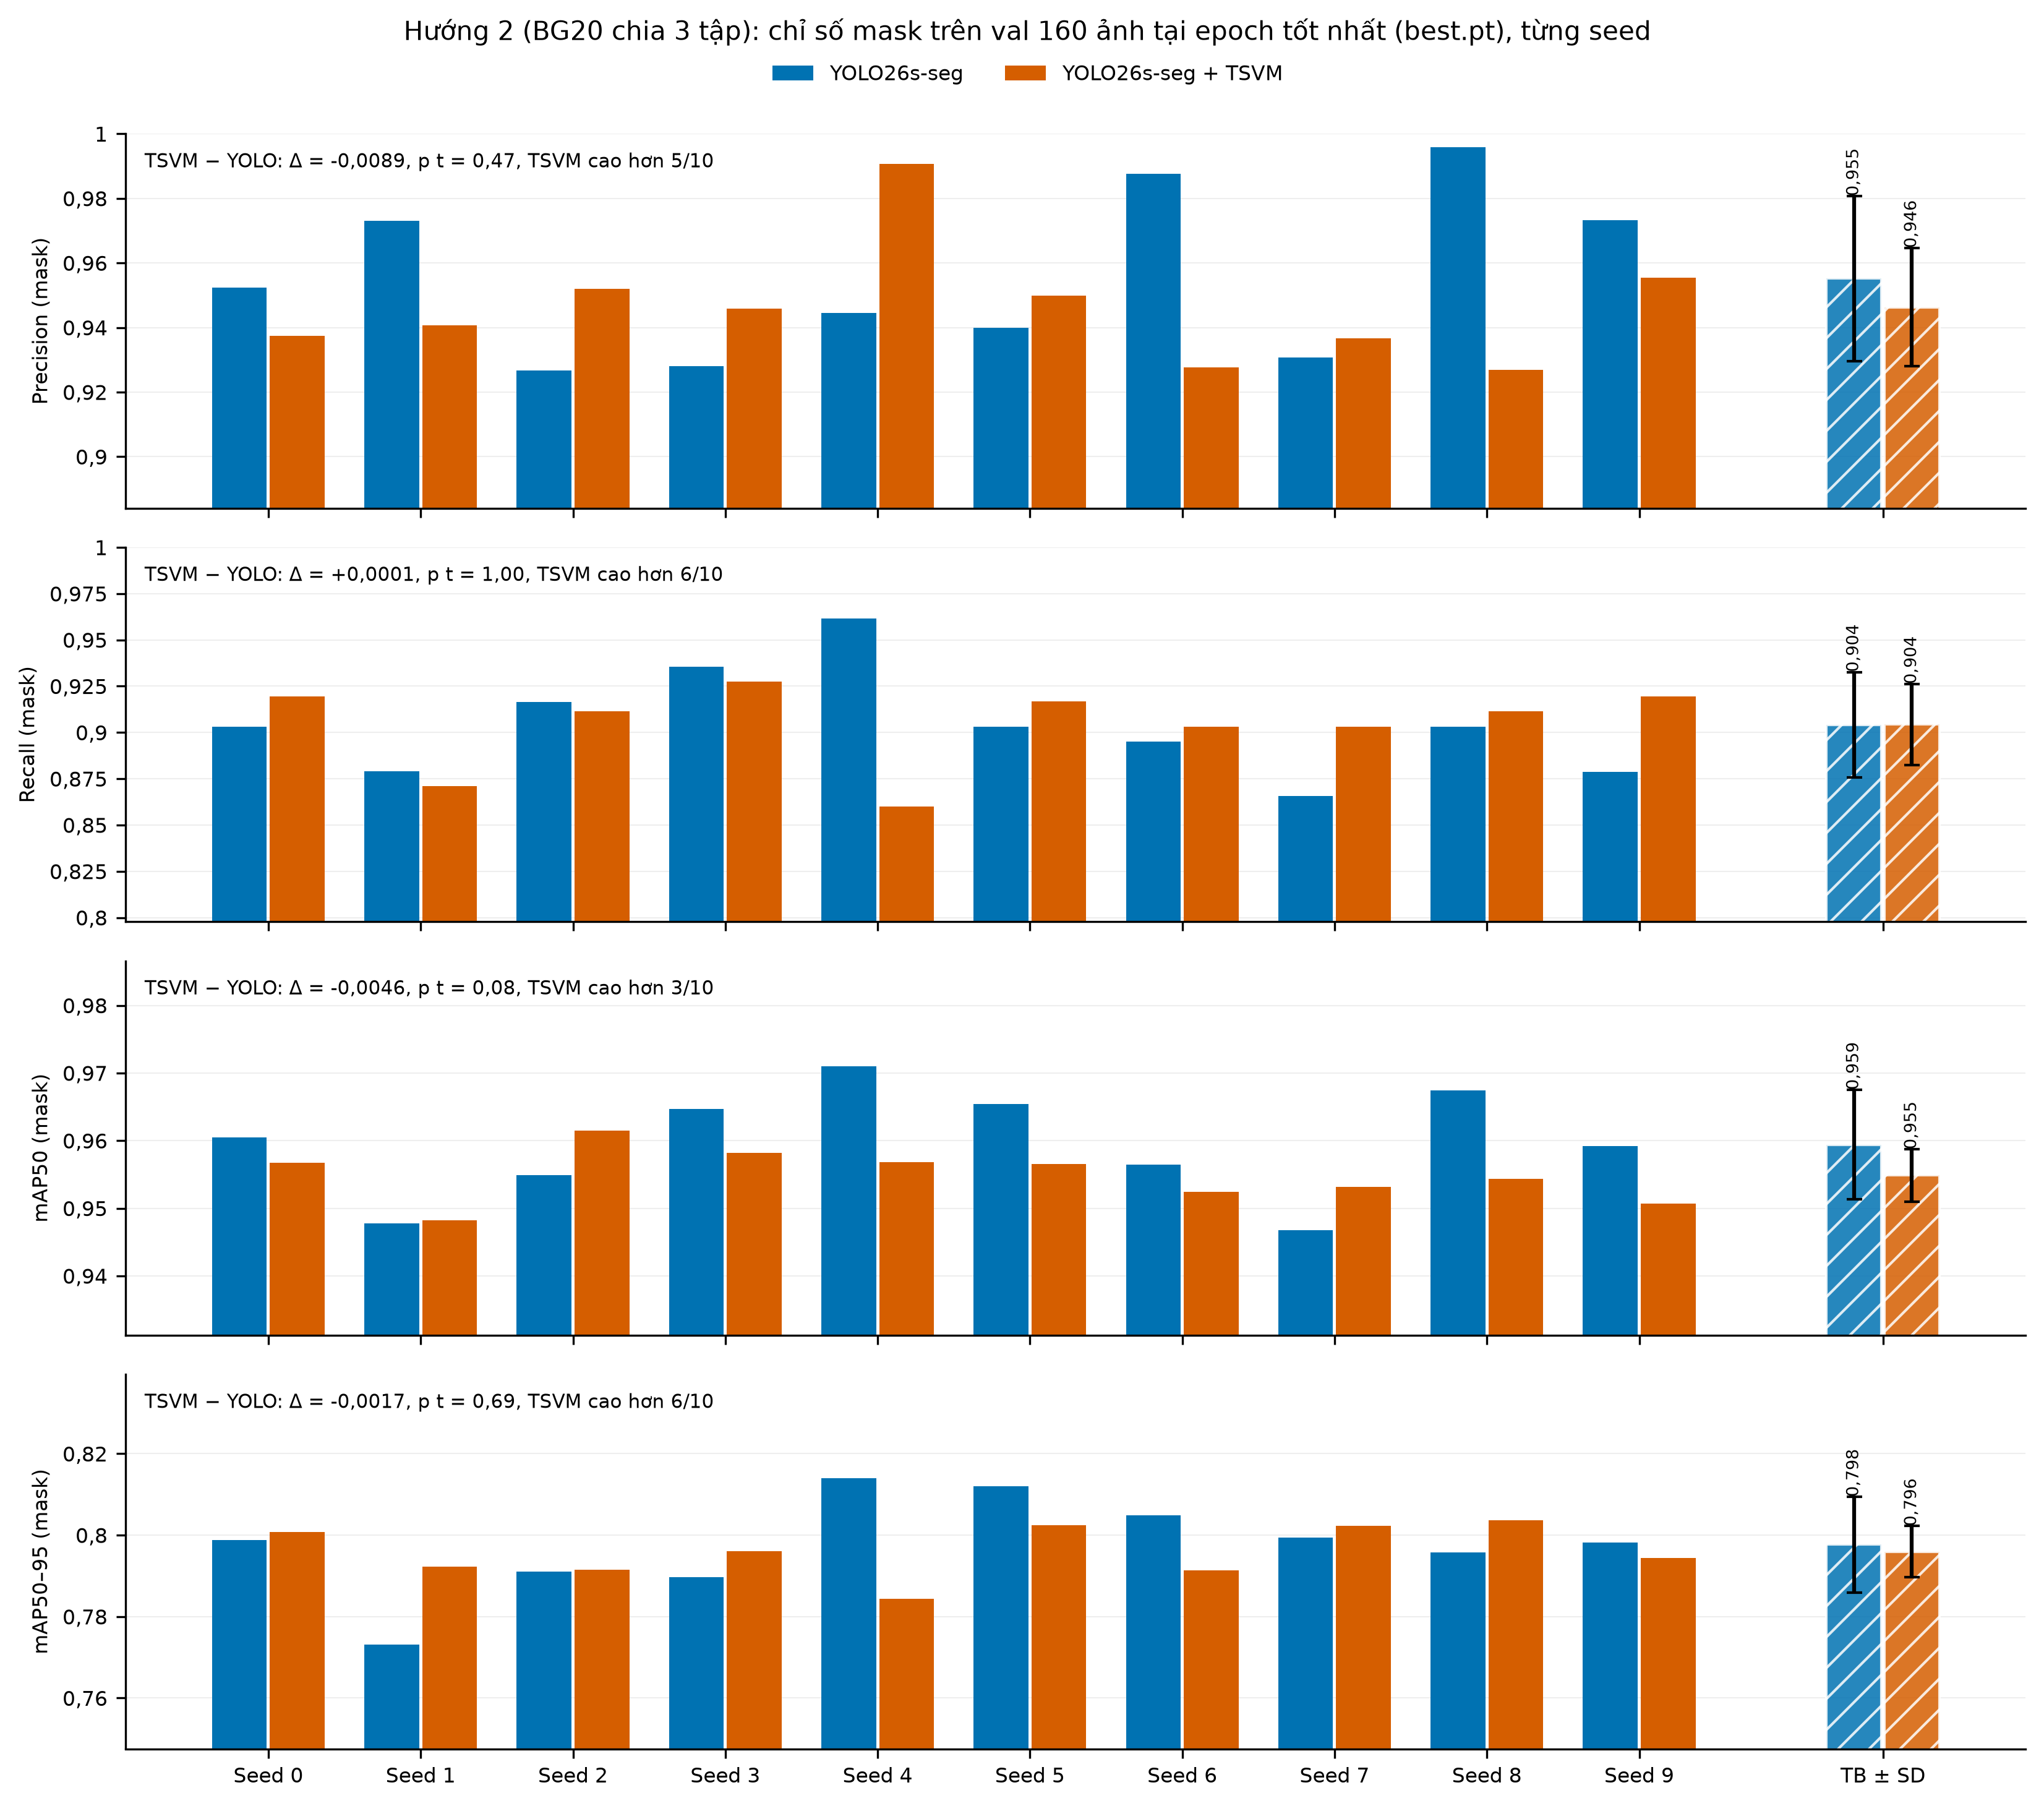 Hướng 2 (BG20 chia 3 tập): chỉ số mask trên val 160 ảnh tại epoch tốt nhất (best.pt), từng seed
YOLO26s-seg
YOLO26s-seg + TSVM
Precision (mask)
1
0,98
0,96
0,94
0,92
0,9
TSVM − YOLO: Δ = -0,0089, p t = 0,47, TSVM cao hơn 5/10
0,955
0,946
Recall (mask)
1
0,975
0,95
0,925
0,9
0,875
0,85
0,825
0,8
TSVM − YOLO: Δ = +0,0001, p t = 1,00, TSVM cao hơn 6/10
0,904
0,904
mAP50 (mask)
0,98
0,97
0,96
0,95
0,94
TSVM − YOLO: Δ = -0,0046, p t = 0,08, TSVM cao hơn 3/10
0,959
0,955
mAP50–95 (mask)
0,82
0,8
0,78
0,76
TSVM − YOLO: Δ = -0,0017, p t = 0,69, TSVM cao hơn 6/10
0,798
0,796
Seed 0
Seed 1
Seed 2
Seed 3
Seed 4
Seed 5
Seed 6
Seed 7
Seed 8
Seed 9
TB ± SD